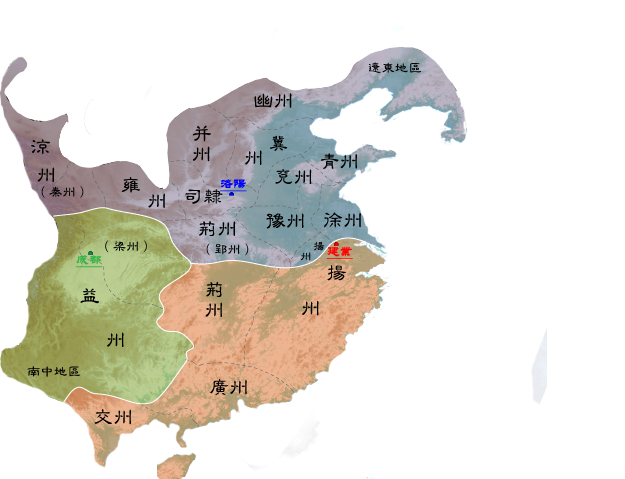 遼東地區
幽州
并州
冀州
涼州
青州
兗州
（秦州）
雍州
洛陽
司隸
豫州
徐州
荊州
（郢州）
揚州
建業
（梁州）
成都
揚州
益州
荊州
南中地區
廣州
交州